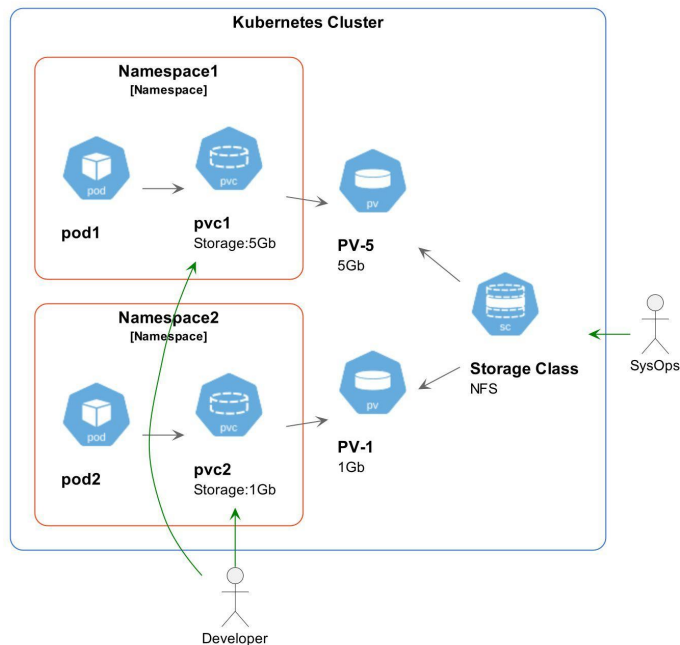 Kubernetes Cluster
Namespace1
[Namespace]
pod
pvc
pod1
pvc1
Storage:5Gb
pv
PV-5
5Gb
Namespace2
[Namespace]
pod
pvc
pod2
pvc2
Storage:1Gb
pv
PV-1
1Gb
sc
Storage Class
NFS
SysOps
Developer